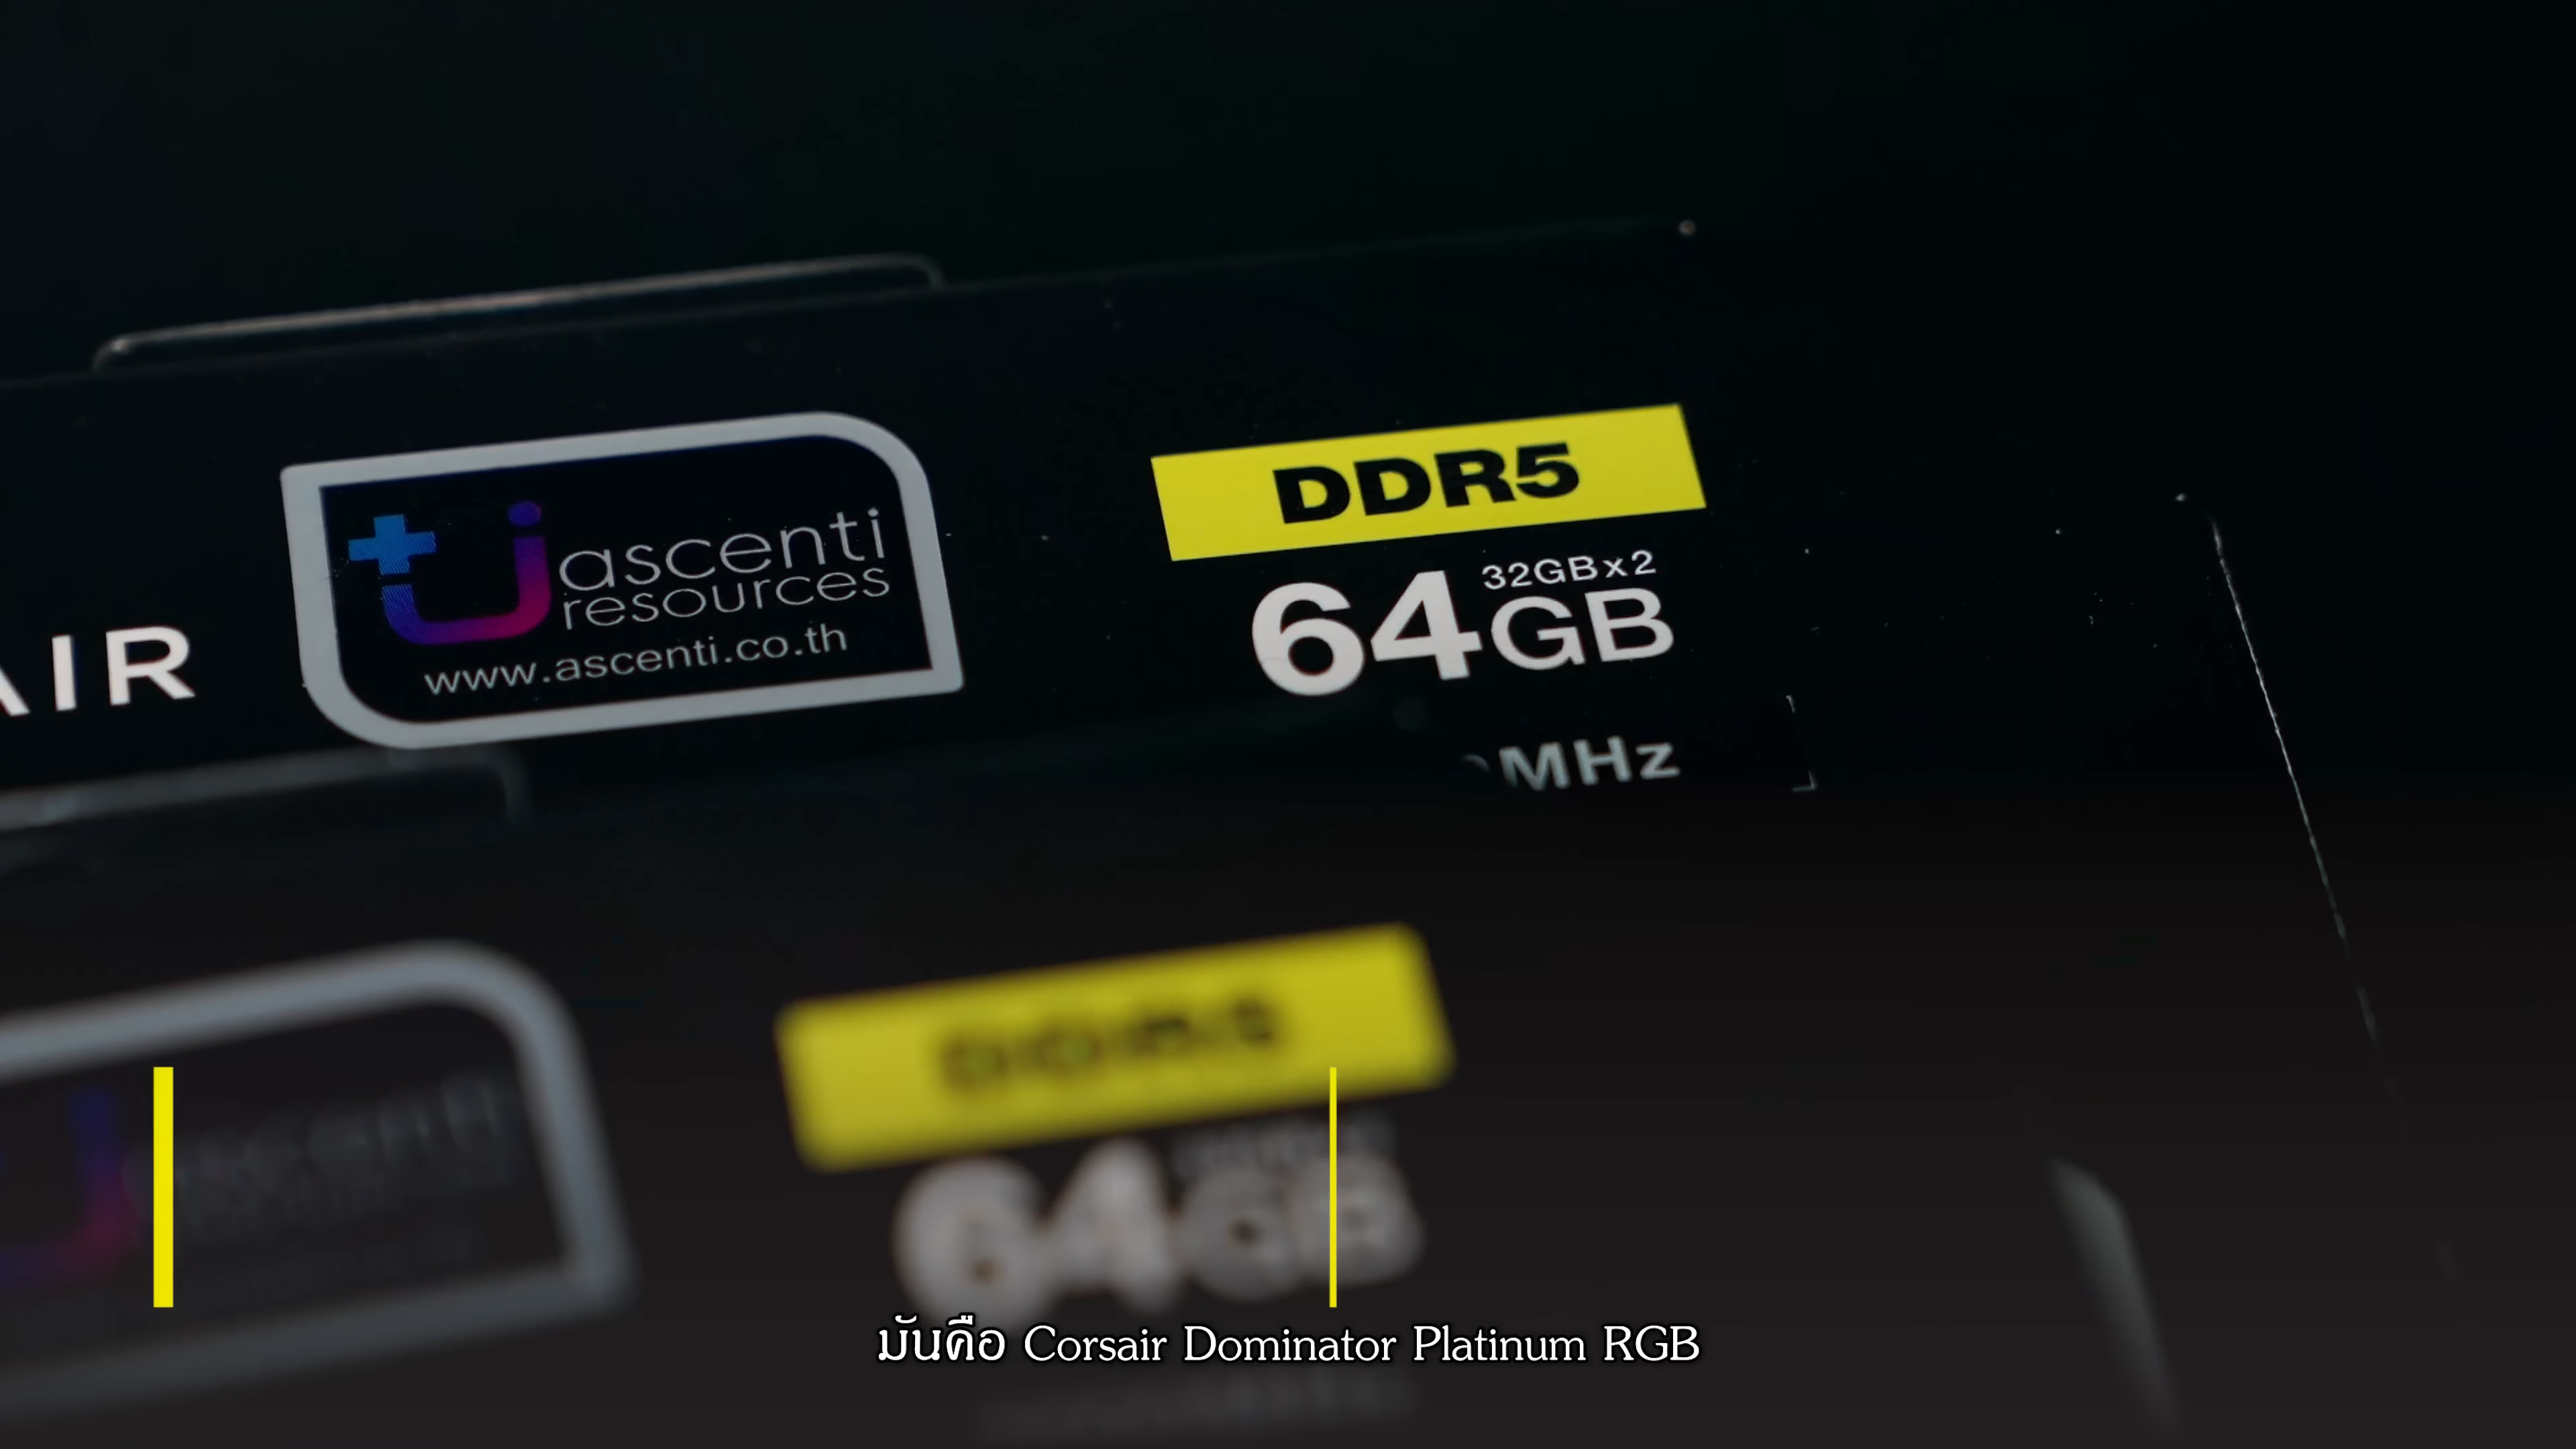 AIR
ascenti
resources
www.ascenti.co.th
DDR5
32GBx2
64GB
MHz
64GB
มันคือ Corsair Dominator Platinum RGB